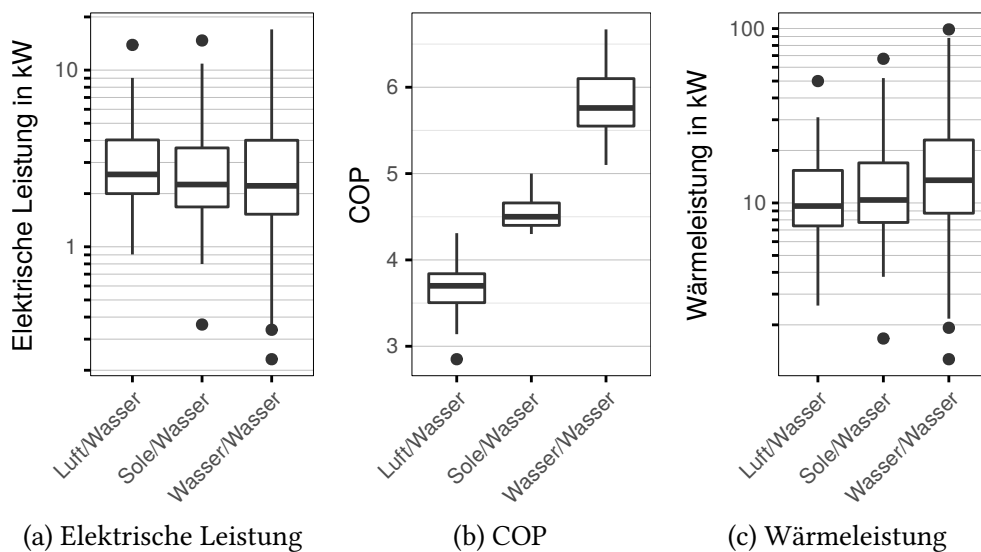 Elektrische Leistung in kW
10
1
Luft/Wasser
Sole/Wasser
Wasser/Wasser
(a) Elektrische Leistung
COP
6
5
4
3
Luft/Wasser
Sole/Wasser
Wasser/Wasser
(b) COP
Wärmeleistung in kW
100
10
Luft/Wasser
Sole/Wasser
Wasser/Wasser
(c) Wärmeleistung